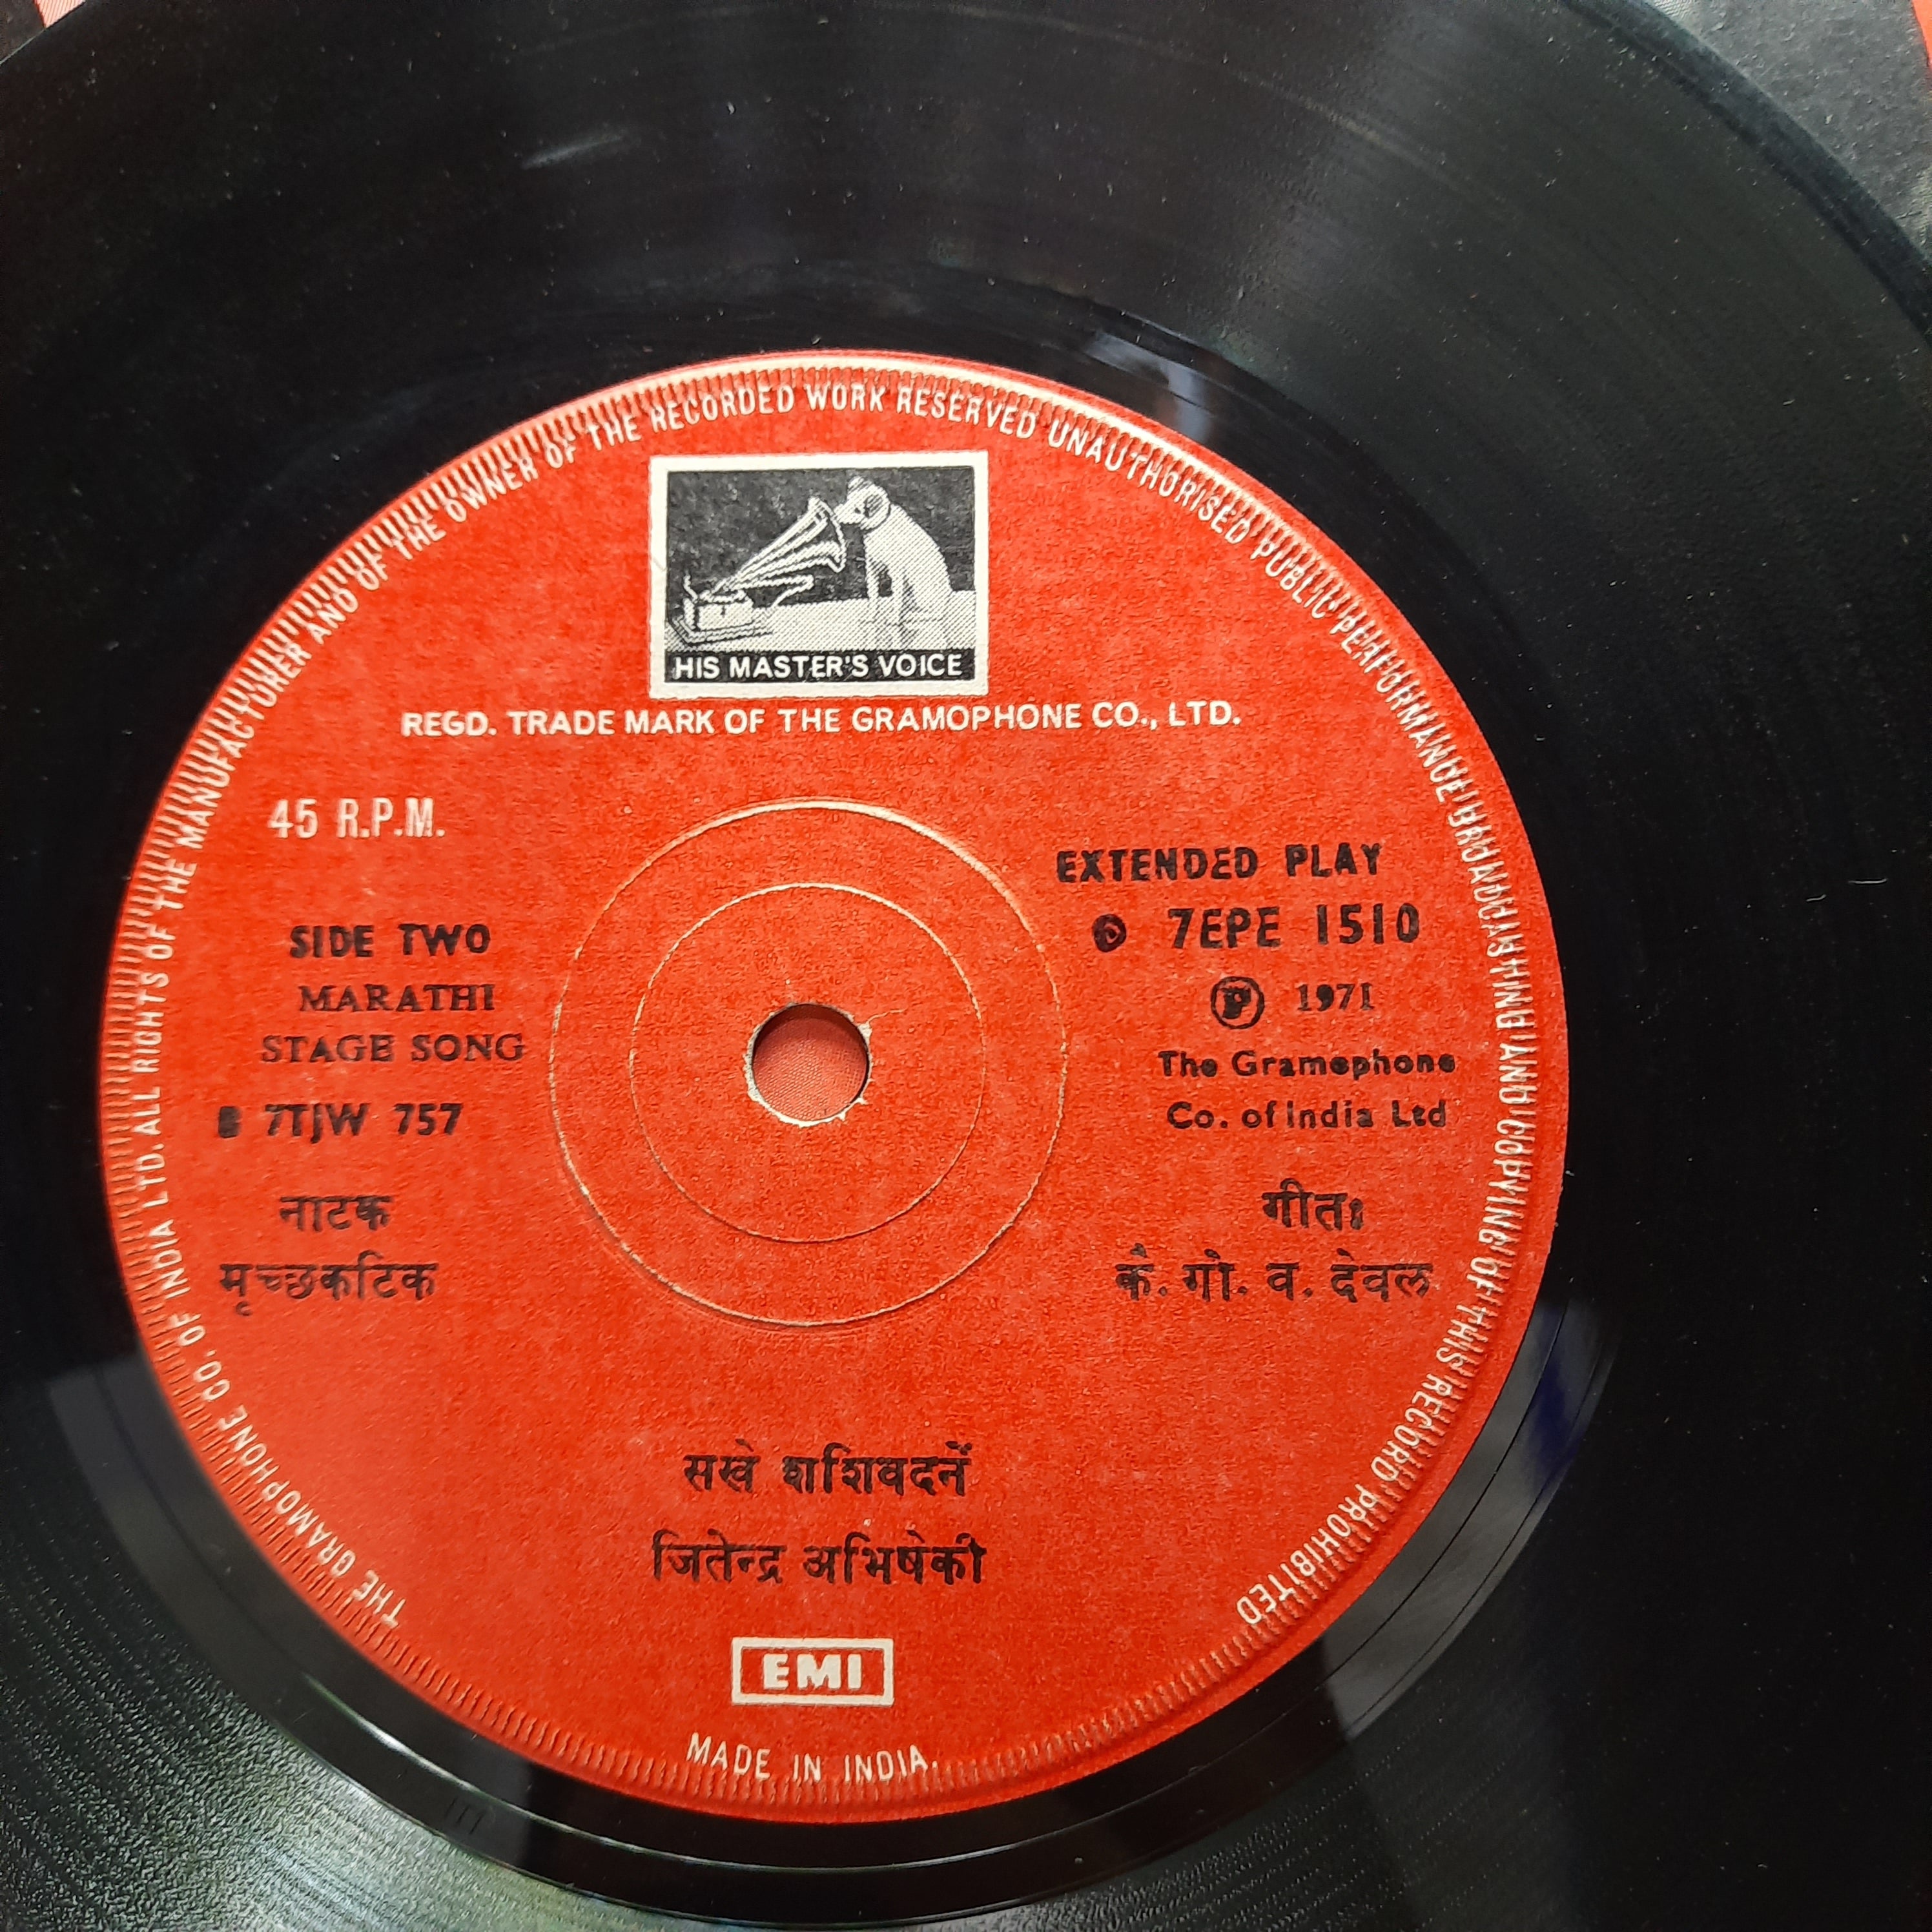 THE GRAMOPHONE CO. OF INDIA LTD. ALL RIGHTS OF THE MANUFACTURER AND OF THE OWNER OF THE RECORDED WORK RESERVED UNAUTHORISED PUBLIC PERFORMANCE BROADCASTING AND COPYING OF THIS RECORD PROHIBITED
HIS MASTER'S VOICE
REGD. TRADE MARK OF THE GRAMOPHONE CO., LTD.
45 R.P.M.
SIDE TWO
MARATHI
STAGE SONG
B 7TJW 757
नाटक
मृच्छकटिक
EXTENDED PLAY
7EPE 1510
Ⓟ 1971
The Gramophone
Co. of India Ltd
गीतः
कै. गो. व. देवल
सखे शशिवदनें
जितेन्द्र अभिषेकी
EMI
MADE IN INDIA.